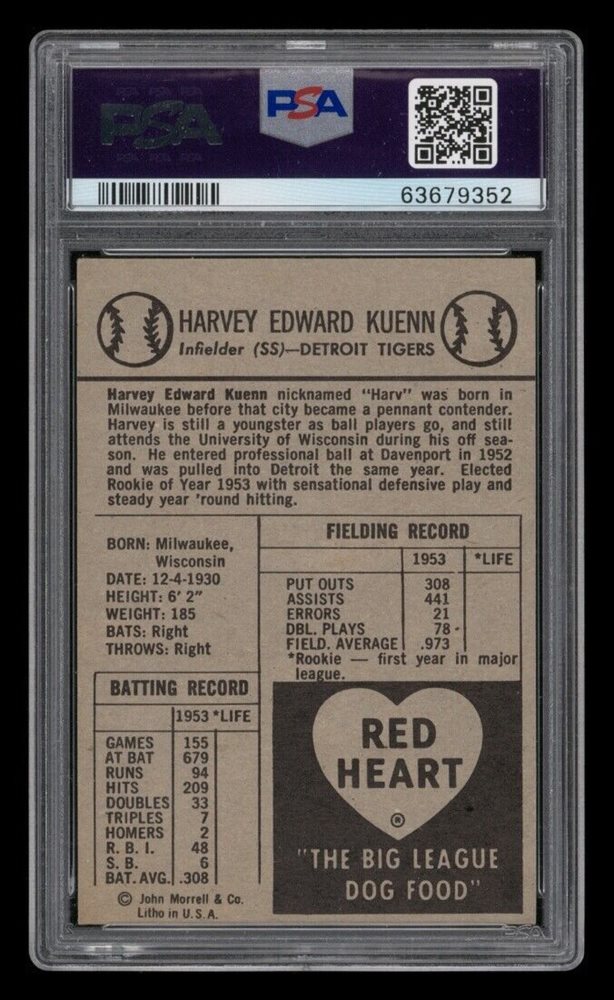 PSA
PSA
63679352
HARVEY EDWARD KUENN
Infielder (SS)—DETROIT TIGERS
Harvey Edward Kuenn nicknamed "Harv" was born in
Milwaukee before that city became a pennant contender.
Harvey is still a youngster as ball players go, and still
attends the University of Wisconsin during his off sea-
son. He entered professional ball at Davenport in 1952
and was pulled into Detroit the same year. Elected
Rookie of Year 1953 with sensational defensive play and
steady year 'round hitting.
BORN: Milwaukee,
Wisconsin
DATE: 12-4-1930
HEIGHT: 6' 2"
WEIGHT: 185
BATS: Right
THROWS: Right
FIELDING RECORD
1953 *LIFE
PUT OUTS 308
ASSISTS 441
ERRORS 21
DBL. PLAYS 78
FIELD. AVERAGE .973
*Rookie — first year in major
league.
BATTING RECORD
1953 *LIFE
GAMES 155
AT BAT 679
RUNS 94
HITS 209
DOUBLES 33
TRIPLES 7
HOMERS 2
R. B. I. 48
S. B. 6
BAT. AVG. .308
© John Morrell & Co.
Litho in U.S.A.
RED
HEART
®
"THE BIG LEAGUE
DOG FOOD"
PSA